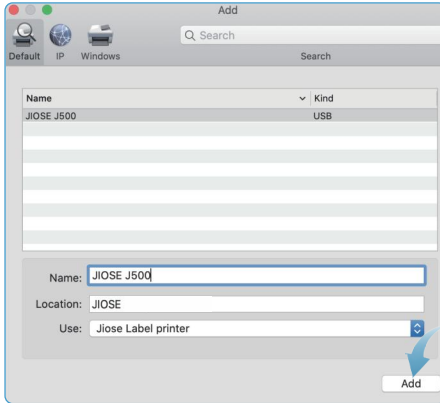 Add
Search
Default IP Windows Search
Name Kind
JIOSE J500 USB
Name: JIOSE J500
Location: JIOSE
Use: Jiose Label printer
Add